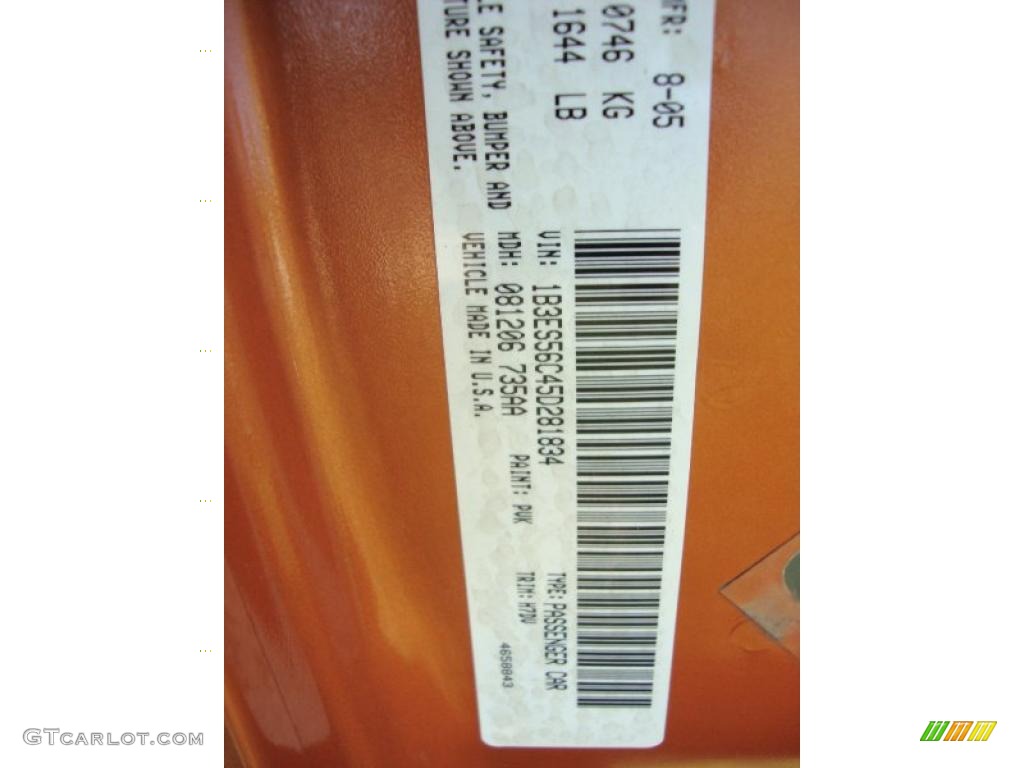 MFR: 8-05
0746 KG
1644 LB
LE SAFETY, BUMPER AND
TURE SHOWN ABOVE.
VIN: 1B3ES56C45D281834
TYPE: PASSENGER CAR
MDH: 081206 735AA
PAINT: PVK
TRIM: H7DV
VEHICLE MADE IN U.S.A.
4658843
GTCARLOT.COM